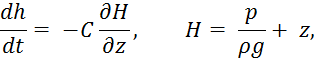 dh/dt = −C ∂H/∂z, H = p/ρg + z,